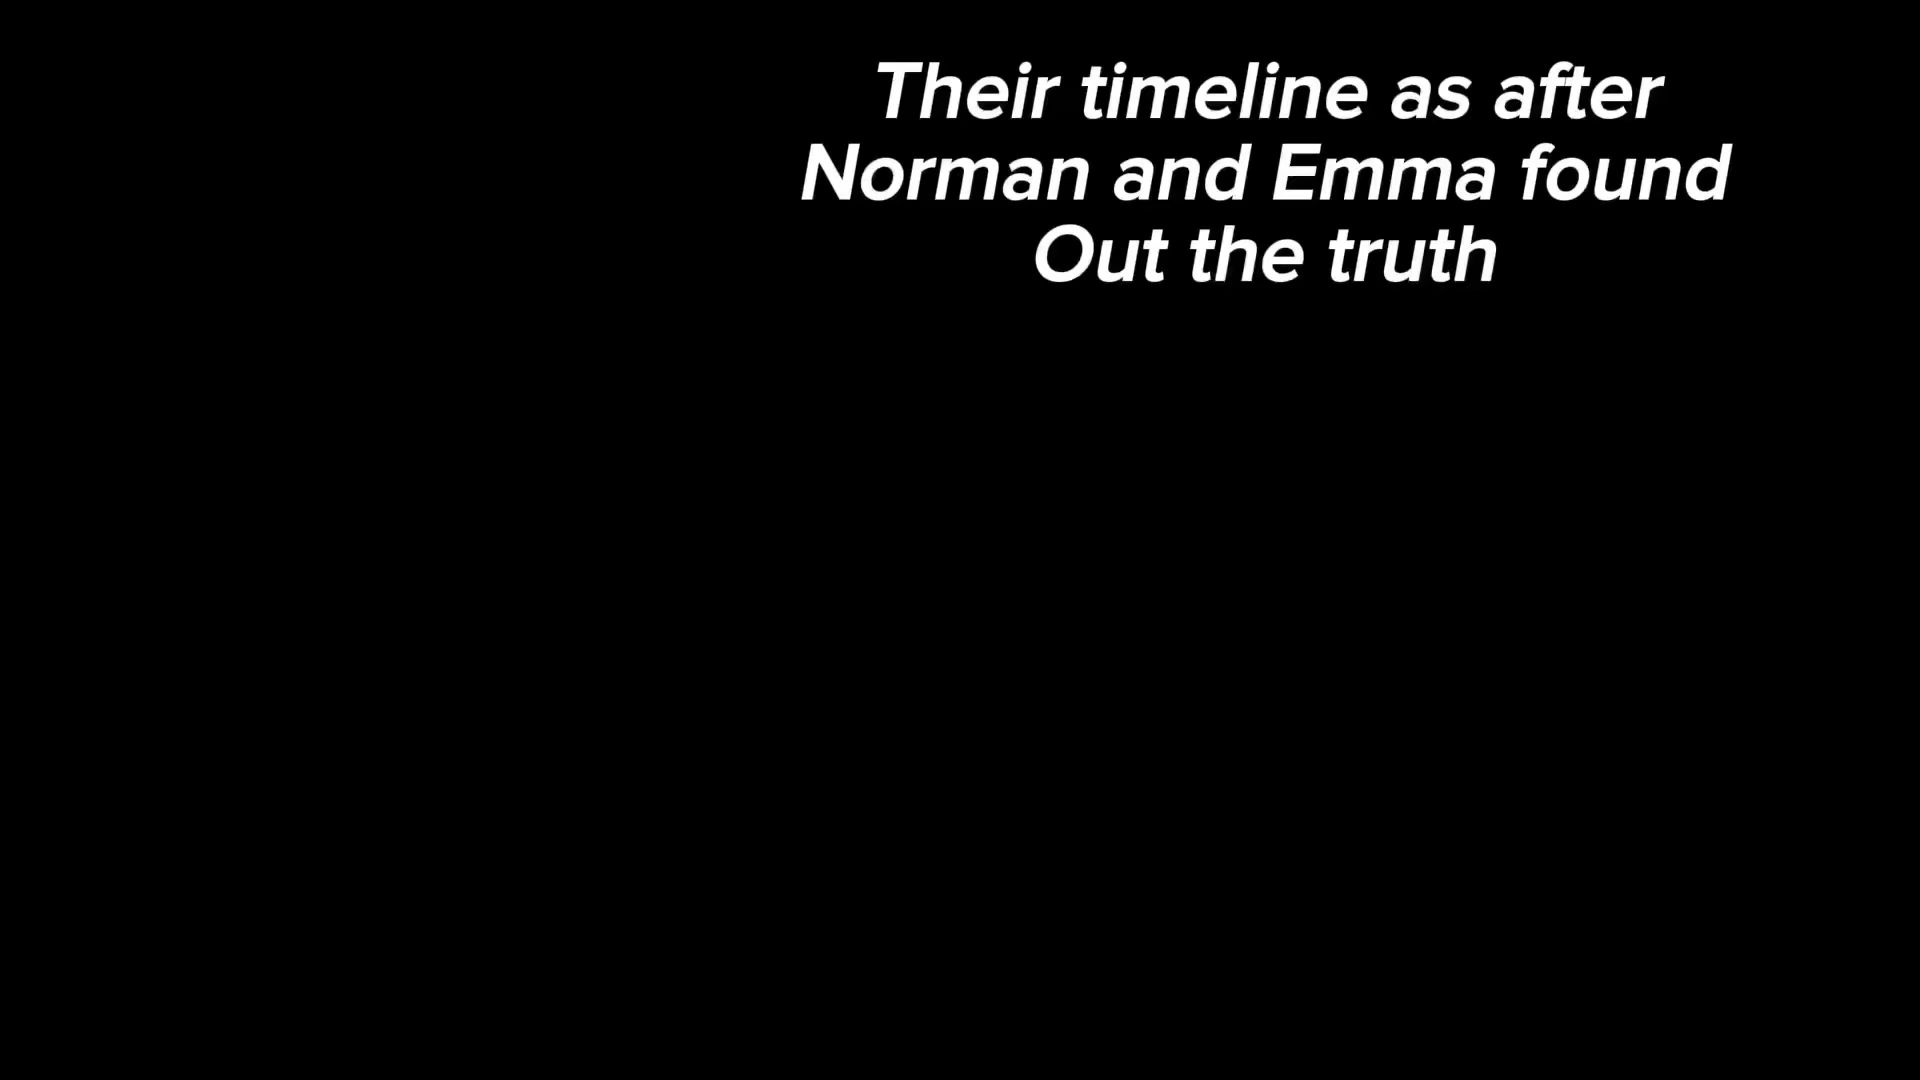 Their timeline as after
Norman and Emma found
Out the truth